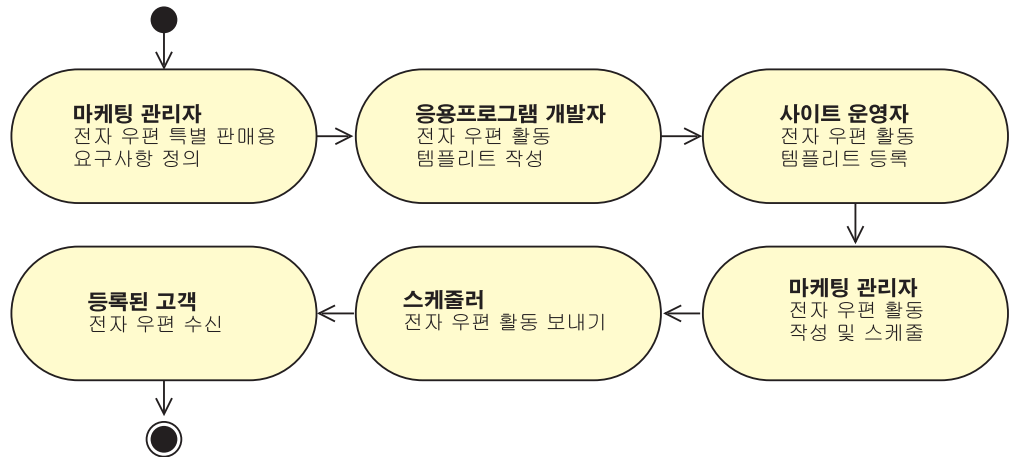 마케팅 관리자
전자 우편 특별 판매용
요구사항 정의
응용프로그램 개발자
전자 우편 활동
템플리트 작성
사이트 운영자
전자 우편 활동
템플리트 등록
마케팅 관리자
전자 우편 활동
작성 및 스케줄
스케줄러
전자 우편 활동 보내기
등록된 고객
전자 우편 수신